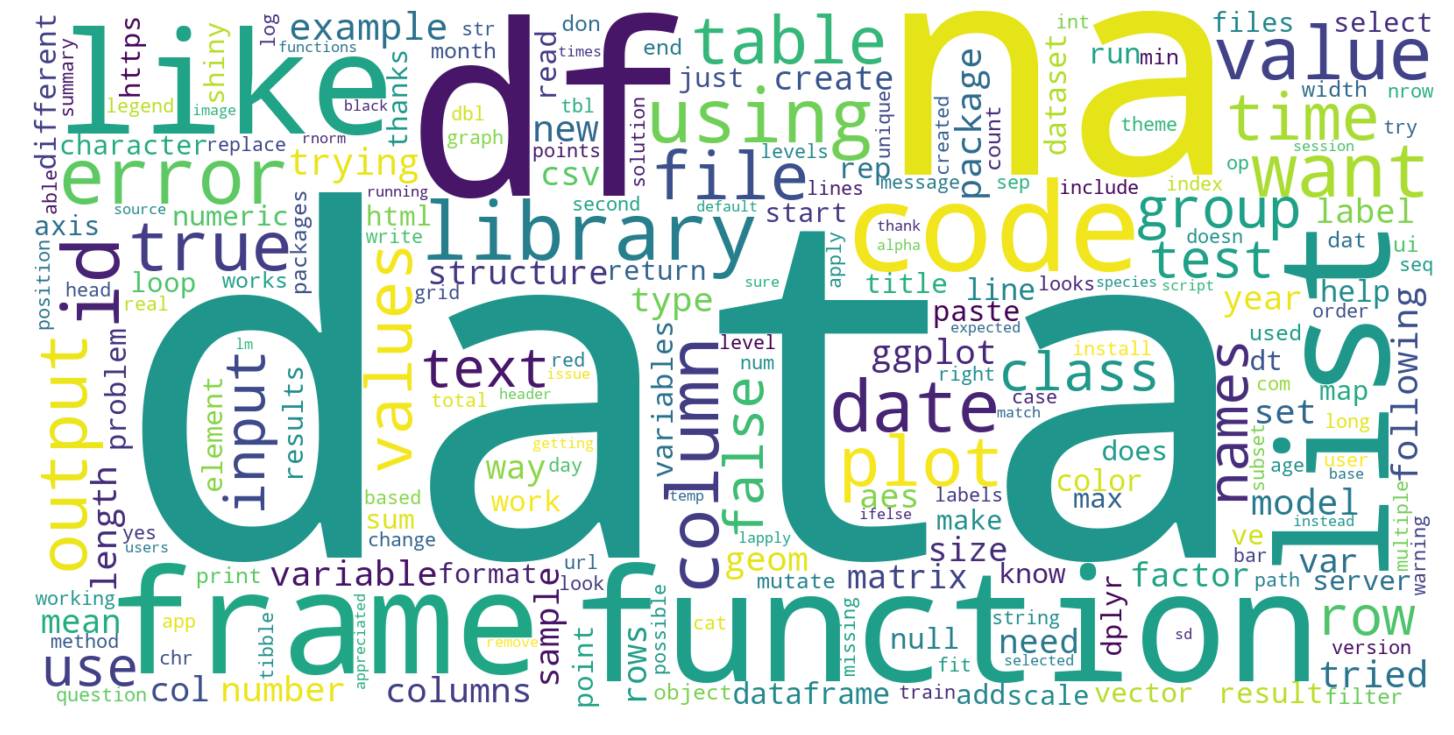 data
na
df
like
function
frame
list
code
library
error
table
using
file
value
time
want
true
id
output
values
input
text
column
false
date
plot
class
names
group
test
row
use
example
different
https
log
functions
str
month
don
times
end
read
summary
legend
image
shiny
black
thanks
character
replace
rnorm
able
trying
running
dbl
graph
tbl
new
points
csv
solution
just
create
levels
rep
lines
unique
message
created
package
count
sep
dataset
int
run
min
theme
include
files
select
width
nrow
try
session
op
index
label
axis
source
numeric
packages
html
write
second
default
start
thank
alpha
doesn
dat
ui
seq
position
head
loop
works
real
grid
structure
return
type
sure
apply
title
line
looks
species
script
year
help
order
problem
length
element
lm
results
red
issue
total
header
getting
way
day
work
based
sum
change
variables
level
num
temp
paste
expected
ggplot
right
case
match
install
color
does
max
aes
labels
ifelse
make
used
dt
com
set
map
following
subset
age
long
user
base
model
instead
multiple
warning
yes
users
print
variable
format
sample
url
look
lapply
geom
size
mutate
matrix
know
ve
bar
var
factor
path
server
working
mean
method
app
chr
tibble
appreciated
remove
point
rows
possible
cat
missing
null
fit
string
need
selected
dplyr
sd
version
tried
question
col
number
columns
object
dataframe
train
add
scale
vector
result
filter